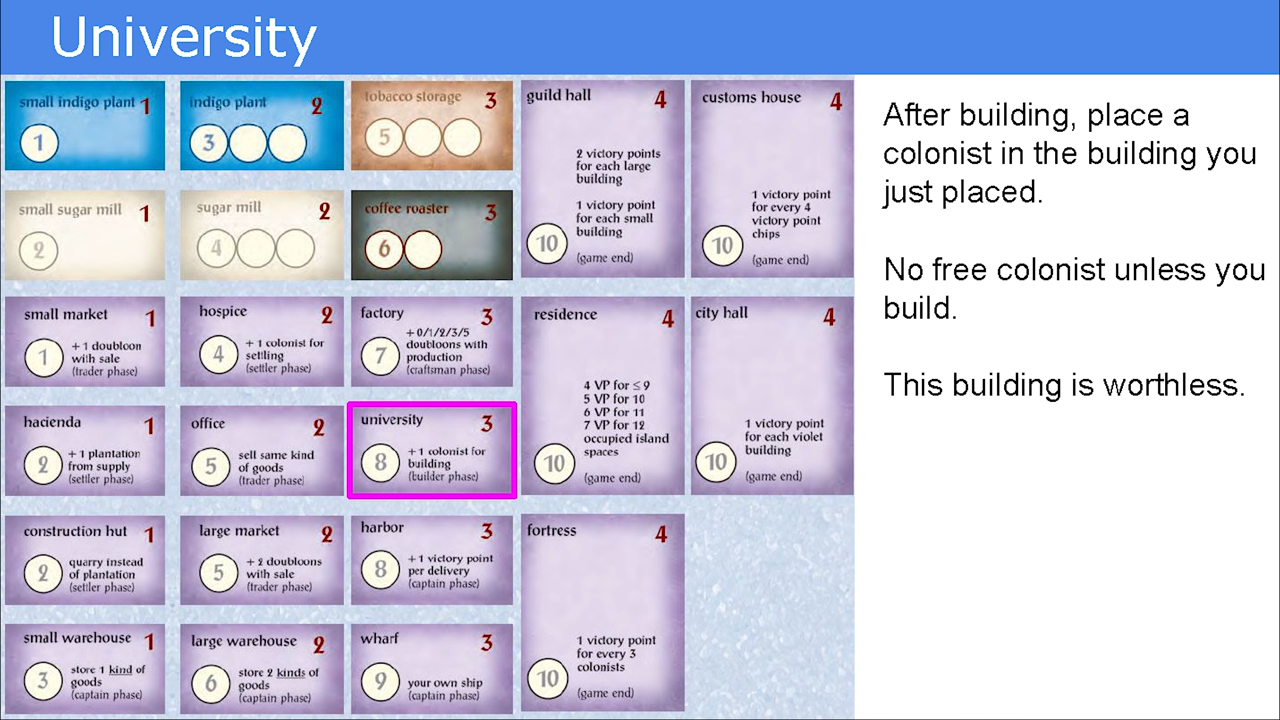 University
small indigo plant 1
1
indigo plant 2
3
tobacco storage 3
5
guild hall 4
2 victory points
for each large
building
1 victory point
for each small
building
10
(game end)
customs house 4
1 victory point
for every 4
victory point
chips
10
(game end)
small sugar mill 1
2
sugar mill 2
4
coffee roaster 3
6
small market 1
1
+ 1 doubloon
with sale
(trader phase)
hospice 2
4
+ 1 colonist for
settling
(settler phase)
factory 3
7
+0/1/2/3/5
doubloons with
production
(craftsman phase)
residence 4
4 VP for ≤ 9
5 VP for 10
6 VP for 11
7 VP for 12
occupied island
spaces
10
(game end)
city hall 4
1 victory point
for each violet
building
10
(game end)
hacienda 1
2
+ 1 plantation
from supply
(settler phase)
office 2
5
sell same kind
of goods
(trader phase)
university 3
8
+1 colonist for
building
(builder phase)
construction hut 1
2
quarry instead
of plantation
(settler phase)
large market 2
5
+ 2 doubloons
with sale
(trader phase)
harbor 3
8
+1 victory point
per delivery
(captain phase)
fortress 4
1 victory point
for every 3
colonists
10
(game end)
small warehouse 1
3
store 1 kind of
goods
(captain phase)
large warehouse 2
6
store 2 kinds of
goods
(captain phase)
wharf 3
9
your own ship
(captain phase)
After building, place a
colonist in the building you
just placed.
No free colonist unless you
build.
This building is worthless.